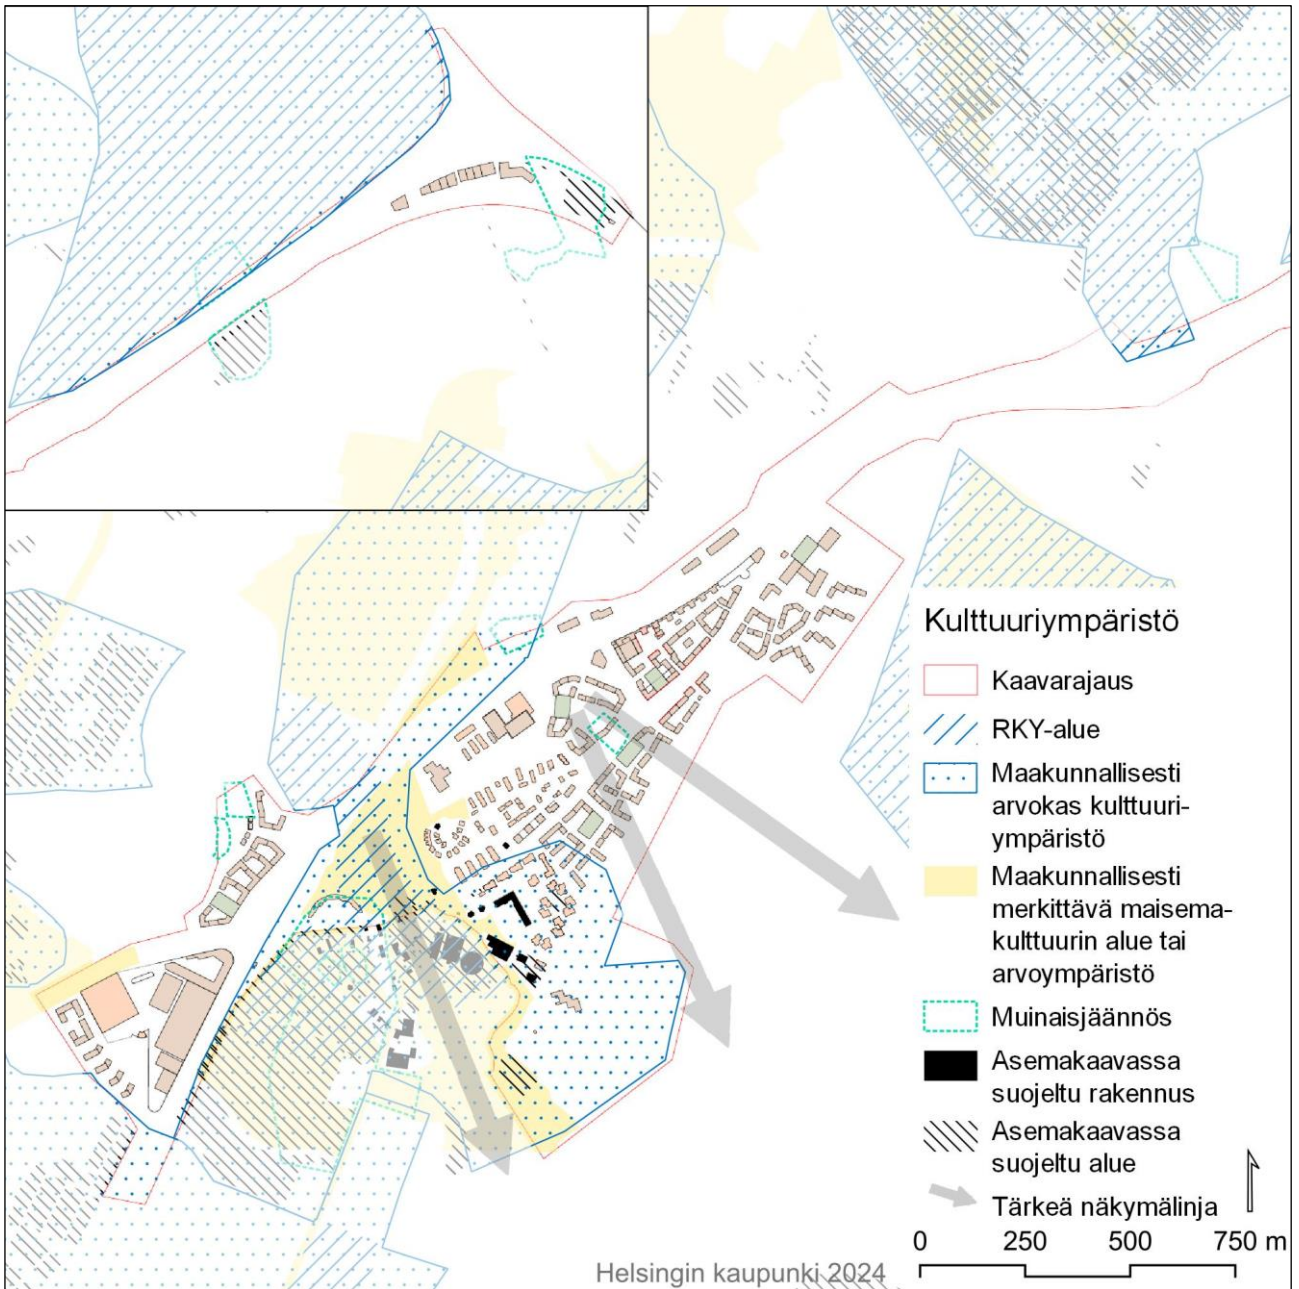 Kulttuuriympäristö
Kaavarajaus
RKY-alue
Maakunnallisesti
arvokas kulttuuri-
ympäristö
Maakunnallisesti
merkittävä maisema-
kulttuurin alue tai
arvoympäristö
Muinaisjäännös
Asemakaavassa
suojeltu rakennus
Asemakaavassa
suojeltu alue
Tärkeä näkymälinja
0 250 500 750 m
Helsingin kaupunki 2024